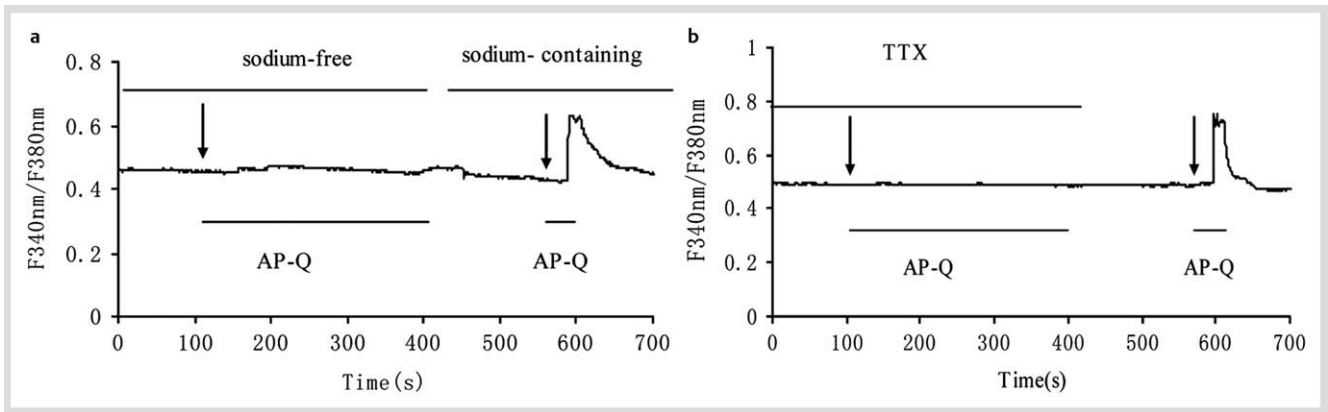 a
sodium-free
sodium- containing
F340nm/F380nm
0.8
0.6
0.4
0.2
0
AP-Q
AP-Q
0 100 200 300 400 500 600 700
Time(s)
b
TTX
F340nm/F380nm
1
0.8
0.6
0.4
0.2
0
AP-Q
AP-Q
0 100 200 300 400 500 600 700
Time(s)